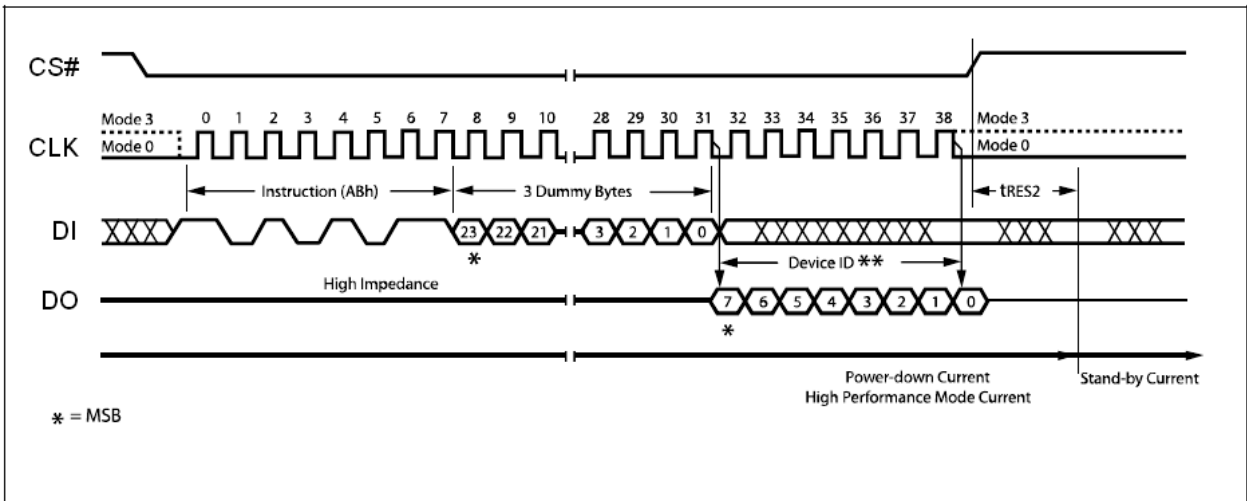 CS#
Mode 3 0 1 2 3 4 5 6 7 8 9 10 28 29 30 31 32 33 34 35 36 37 38 Mode 3
CLK Mode 0 Mode 0
Instruction (ABh) 3 Dummy Bytes tRES2
DI 23 22 21 3 2 1 0
* Device ID **
High Impedance
DO 7 6 5 4 3 2 1 0
*
Power-down Current Stand-by Current
High Performance Mode Current
* = MSB